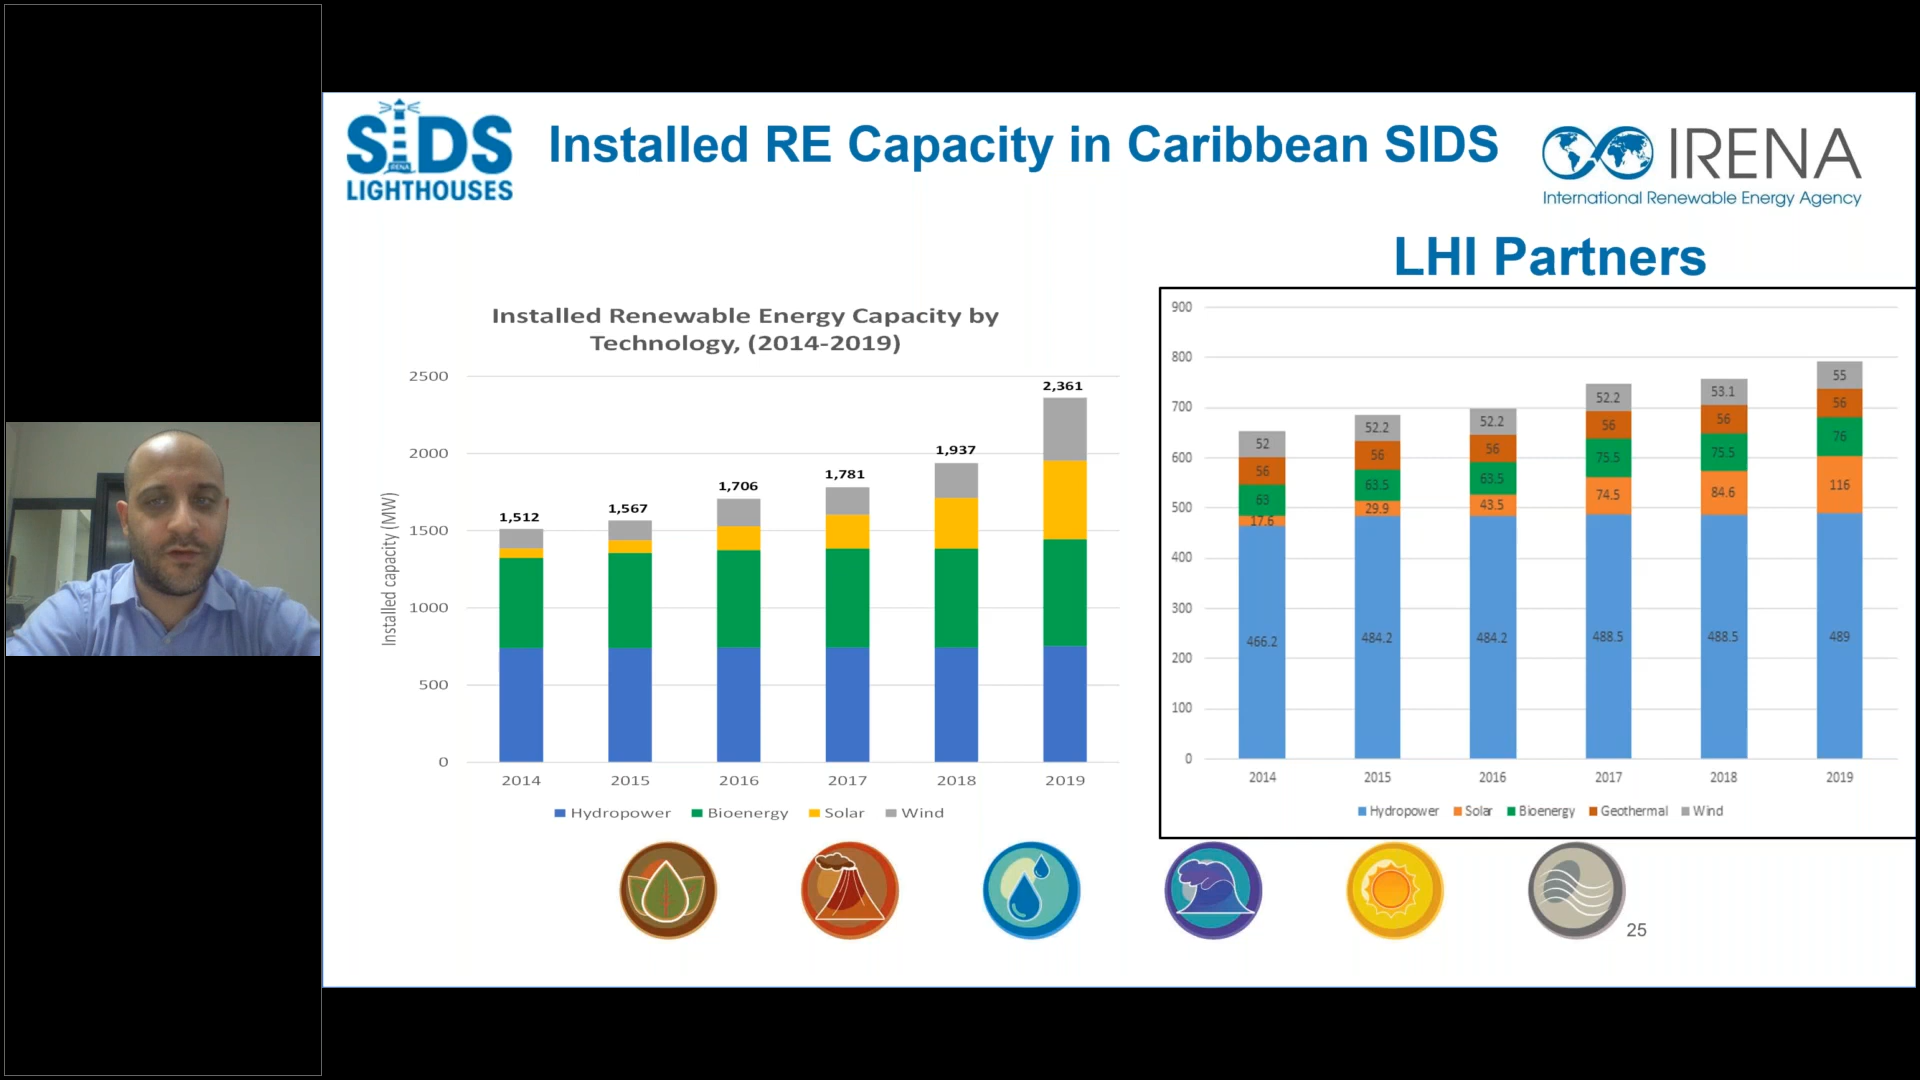 SIDS
IRENA
LIGHTHOUSES
Installed RE Capacity in Caribbean SIDS
IRENA
International Renewable Energy Agency
LHI Partners
Installed Renewable Energy Capacity by
Technology, (2014-2019)
Installed capacity (MW)
2500
2000
1500
1000
500
0
1,512
1,567
1,706
1,781
1,937
2,361
2014 2015 2016 2017 2018 2019
Hydropower Bioenergy Solar Wind
900
800
700
600
500
400
300
200
100
0
52 52.2 52.2 52.2 53.1 55
56 56 56 56 56 56
63 63.5 63.5 75.5 75.5 76
17.6 29.9 43.5 74.5 84.6 116
466.2 484.2 484.2 488.5 488.5 489
2014 2015 2016 2017 2018 2019
Hydropower Solar Bioenergy Geothermal Wind
25